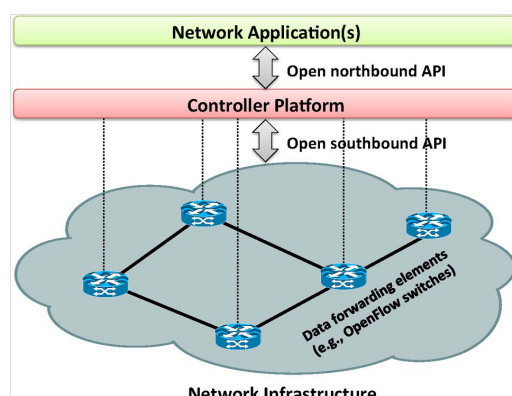 Network Application(s)
Open northbound API
Controller Platform
Open southbound API
Data forwarding elements
(e.g., OpenFlow switches)
Network Infrastructure